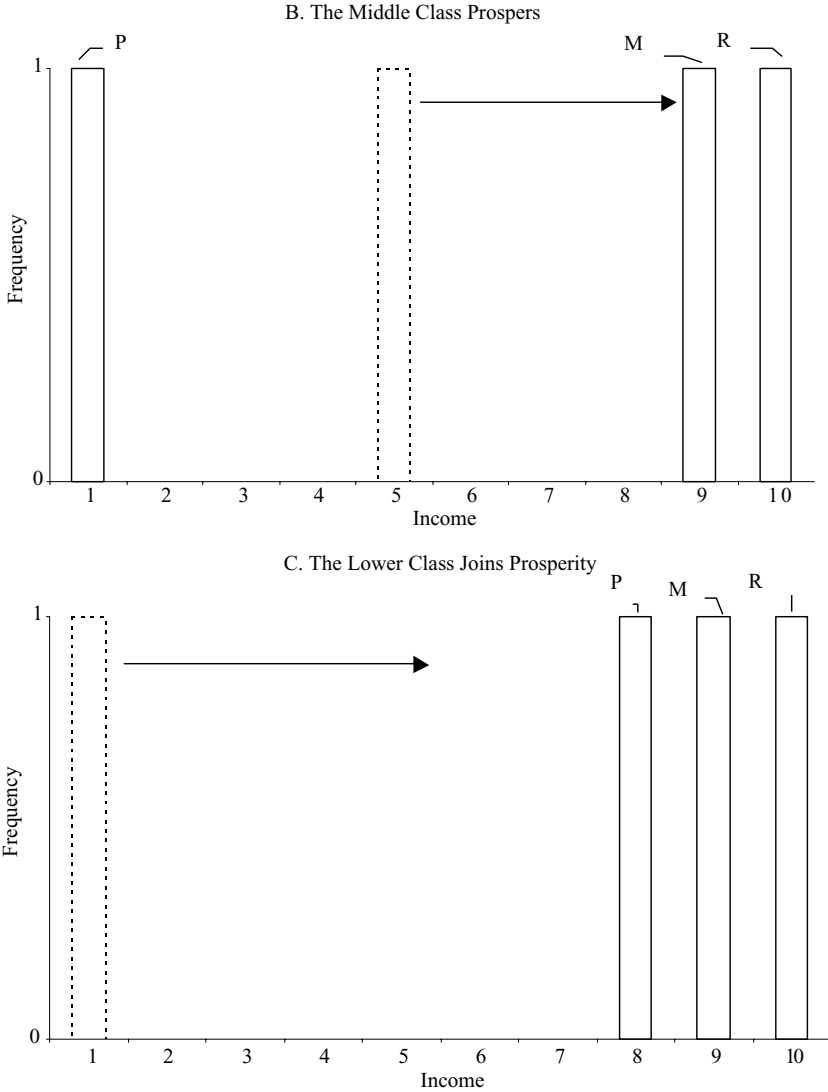 B. The Middle Class Prospers
P
M
R
1
Frequency
0
1 2 3 4 5 6 7 8 9 10
Income
C. The Lower Class Joins Prosperity
P
M
R
1
Frequency
0
1 2 3 4 5 6 7 8 9 10
Income